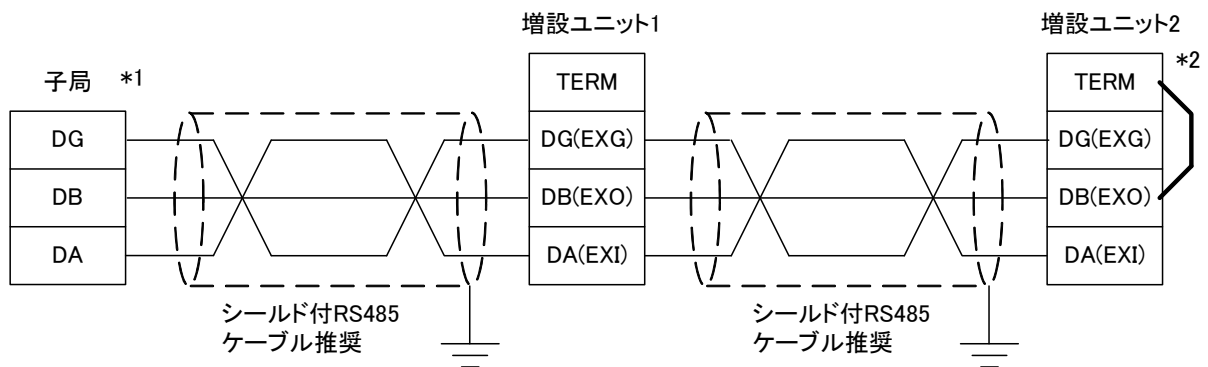 増設ユニット1
増設ユニット2
子局 *1
*2
DG
DB
DA
TERM
DG(EXG)
DB(EXO)
DA(EXI)
TERM
DG(EXG)
DB(EXO)
DA(EXI)
シールド付RS485
ケーブル推奨
シールド付RS485
ケーブル推奨